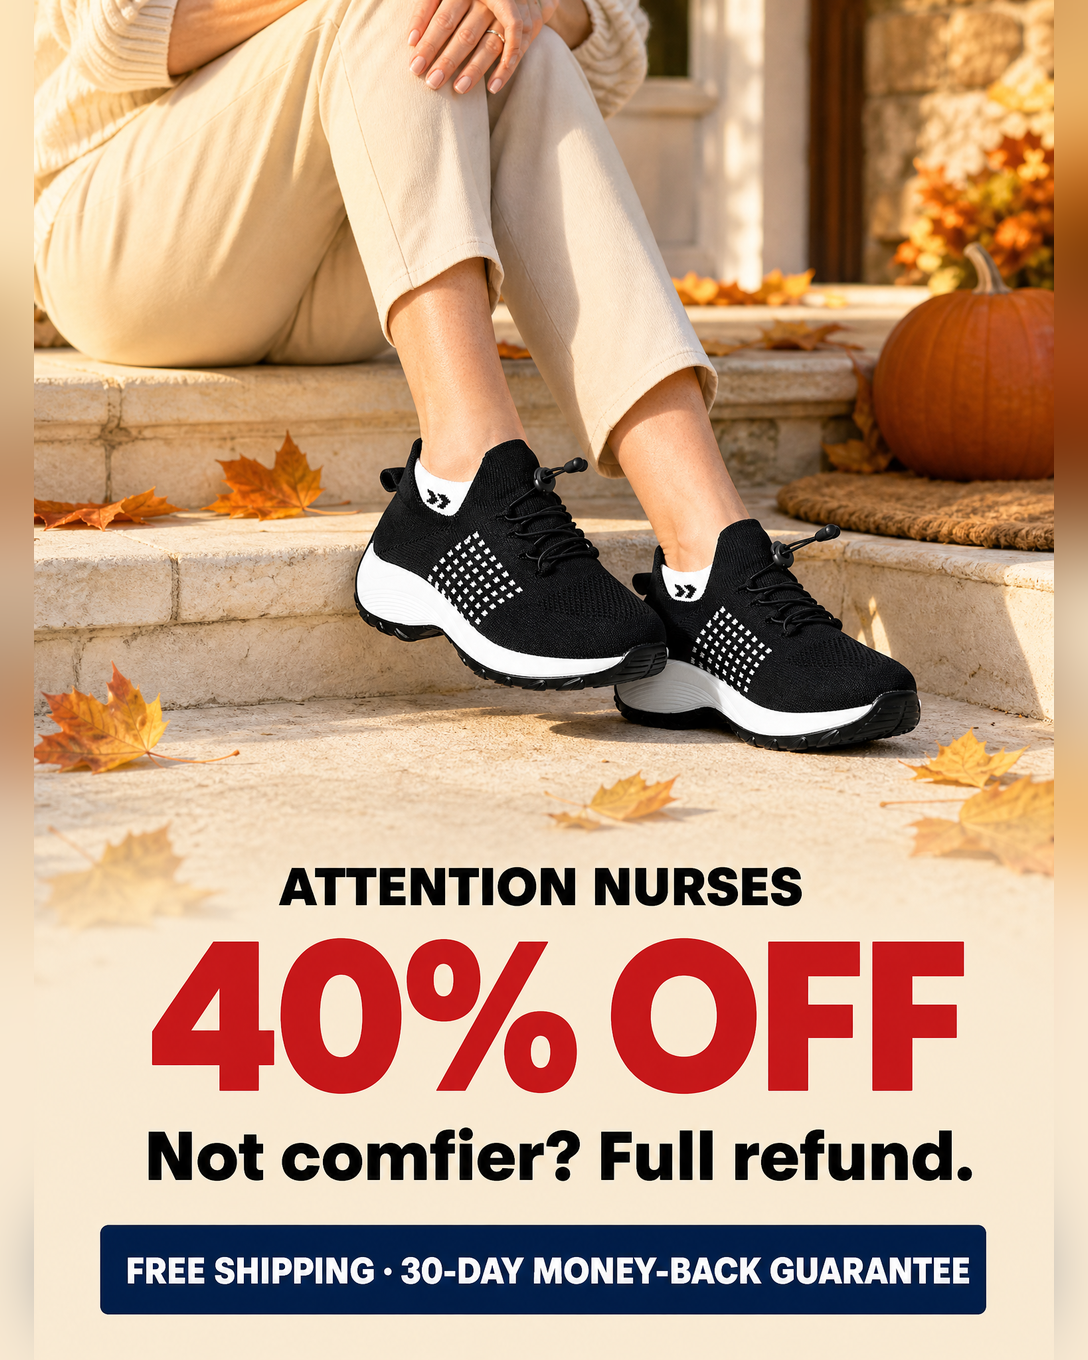 ATTENTION NURSES
40% OFF
Not comfier? Full refund.
FREE SHIPPING · 30-DAY MONEY-BACK GUARANTEE